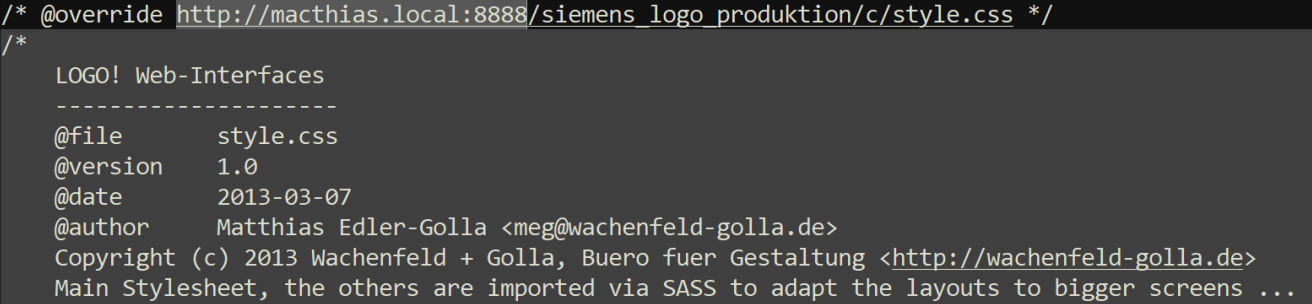 /* @override http://macthias.local:8888/siemens_logo_produktion/c/style.css */
/*
LOGO! Web-Interfaces
---------------------
@file       style.css
@version    1.0
@date       2013-03-07
@author     Matthias Edler-Golla <meg@wachenfeld-golla.de>
Copyright (c) 2013 Wachenfeld + Golla, Buero fuer Gestaltung <http://wachenfeld-golla.de>
Main Stylesheet, the others are imported via SASS to adapt the layouts to bigger screens ...